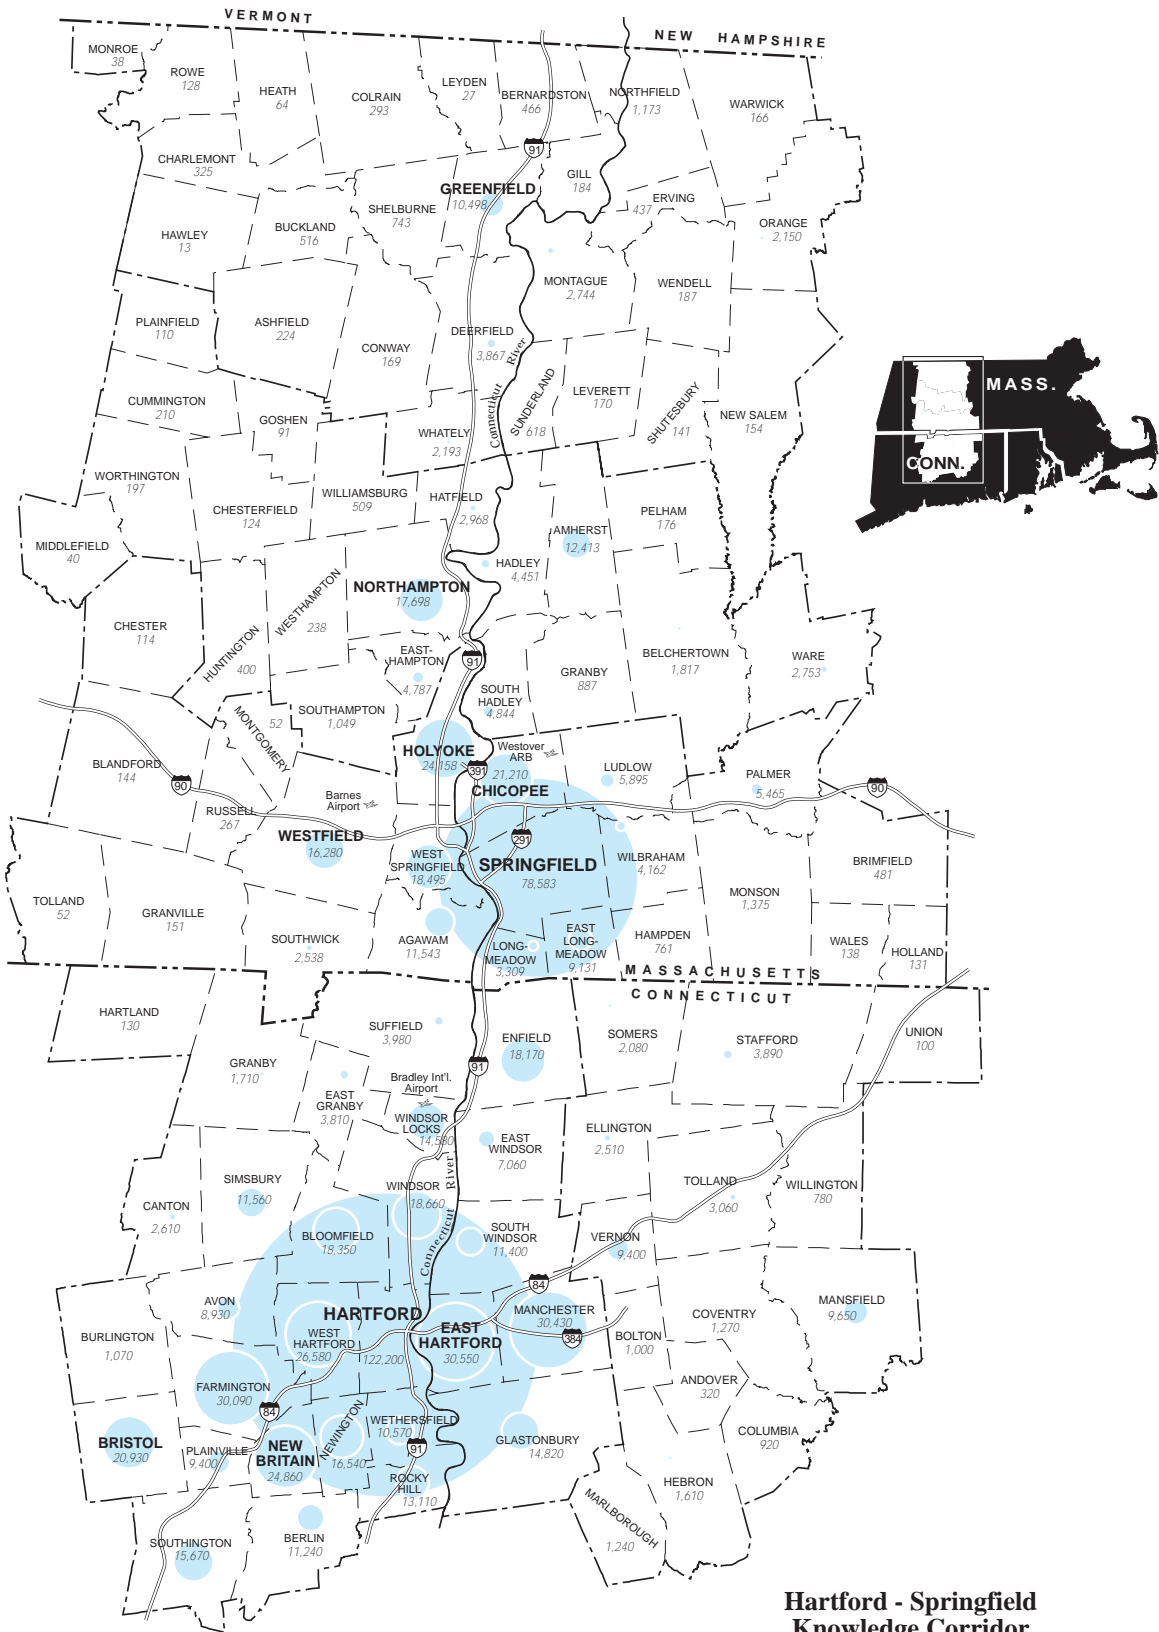 VERMONT
NEW HAMPSHIRE
MONROE
38
ROWE
128
HEATH
64
COLRAIN
293
LEYDEN
27
BERNARDSTON
466
NORTHFIELD
1,173
WARWICK
166
91
CHARLEMONT
325
GREENFIELD
10,498
GILL
184
ERVING
437
SHELBURNE
743
BUCKLAND
516
HAWLEY
13
ORANGE
2,150
MONTAGUE
2,744
WENDELL
187
PLAINFIELD
110
ASHFIELD
224
CONWAY
169
DEERFIELD
3,867
Connecticut River
MASS.
CONN.
CUMMINGTON
210
GOSHEN
91
WHATELY
2,193
SUNDERLAND
618
LEVERETT
170
SHUTESBURY
141
NEW SALEM
154
WORTHINGTON
197
CHESTERFIELD
124
WILLIAMSBURG
509
HATFIELD
2,968
PELHAM
176
AMHERST
12,413
MIDDLEFIELD
40
HADLEY
4,451
NORTHAMPTON
17,698
WESTHAMPTON
238
CHESTER
114
HUNTINGTON
400
EAST-
HAMPTON
4,787
91
BELCHERTOWN
1,817
WARE
2,753
GRANBY
887
SOUTH
HADLEY
4,844
SOUTHAMPTON
1,049
MONTGOMERY
52
HOLYOKE
24,158
Westover
ARB
391
21,210
CHICOPEE
LUDLOW
5,895
PALMER
5,465
90
BLANDFORD
144
90
RUSSELL
267
Barnes
Airport
WESTFIELD
16,280
291
WEST
SPRINGFIELD
18,495
SPRINGFIELD
78,583
WILBRAHAM
4,162
BRIMFIELD
481
MONSON
1,375
TOLLAND
52
GRANVILLE
151
SOUTHWICK
2,538
AGAWAM
11,543
LONG-
MEADOW
3,309
EAST
LONG-
MEADOW
9,131
HAMPDEN
761
WALES
138
HOLLAND
131
MASSACHUSETTS
CONNECTICUT
HARTLAND
130
SUFFIELD
3,980
ENFIELD
18,170
SOMERS
2,080
STAFFORD
3,890
UNION
100
GRANBY
1,710
91
Bradley Int'l.
Airport
EAST
GRANBY
3,810
WINDSOR
LOCKS
14,580
EAST
WINDSOR
7,060
ELLINGTON
2,510
SIMSBURY
11,560
WINDSOR
18,660
Connecticut River
TOLLAND
3,060
WILLINGTON
780
CANTON
2,610
BLOOMFIELD
18,350
SOUTH
WINDSOR
11,400
VERNON
9,400
84
AVON
8,930
HARTFORD
122,200
MANCHESTER
30,430
384
MANSFIELD
9,650
COVENTRY
1,270
BURLINGTON
1,070
WEST
HARTFORD
26,580
EAST
HARTFORD
30,550
BOLTON
1,000
FARMINGTON
30,090
84
ANDOVER
320
BRISTOL
20,930
PLAINVILLE
9,400
NEW
BRITAIN
24,860
NEWINGTON
16,540
WETHERSFIELD
10,570
91
GLASTONBURY
14,820
COLUMBIA
920
ROCKY
HILL
13,110
HEBRON
1,610
MARLBOROUGH
1,240
SOUTHINGTON
15,670
BERLIN
11,240
Hartford - Springfield
Knowledge Corridor